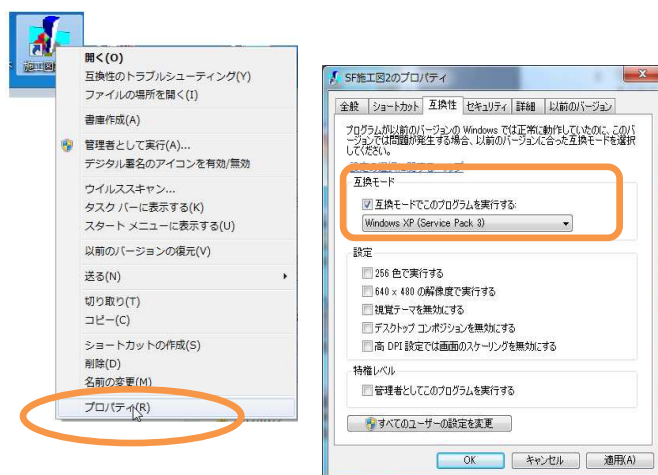 施工図
開く(O)
互換性のトラブルシューティング(Y)
ファイルの場所を開く(I)
書庫作成(A)
管理者として実行(A)...
デジタル署名のアイコンを有効/無効
ウイルススキャン...
タスク バーに表示する(K)
スタート メニューに表示する(U)
以前のバージョンの復元(V)
送る(N)
切り取り(T)
コピー(C)
ショートカットの作成(S)
削除(D)
名前の変更(M)
プロパティ(R)
SF施工図2のプロパティ
全般 ショートカット 互換性 セキュリティ 詳細 以前のバージョン
プログラムが以前のバージョンの Windows では正常に動作していたのに、このバ
ージョンでは問題が発生する場合、以前のバージョンに合った互換モードを選択
してください。
互換モード
互換モードでこのプログラムを実行する:
Windows XP (Service Pack 3)
設定
256 色で実行する
640 x 480 の解像度で実行する
視覚テーマを無効にする
デスクトップ コンポジションを無効にする
高 DPI 設定では画面のスケーリングを無効にする
特権レベル
管理者としてこのプログラムを実行する
すべてのユーザーの設定を変更
OK キャンセル 適用(A)